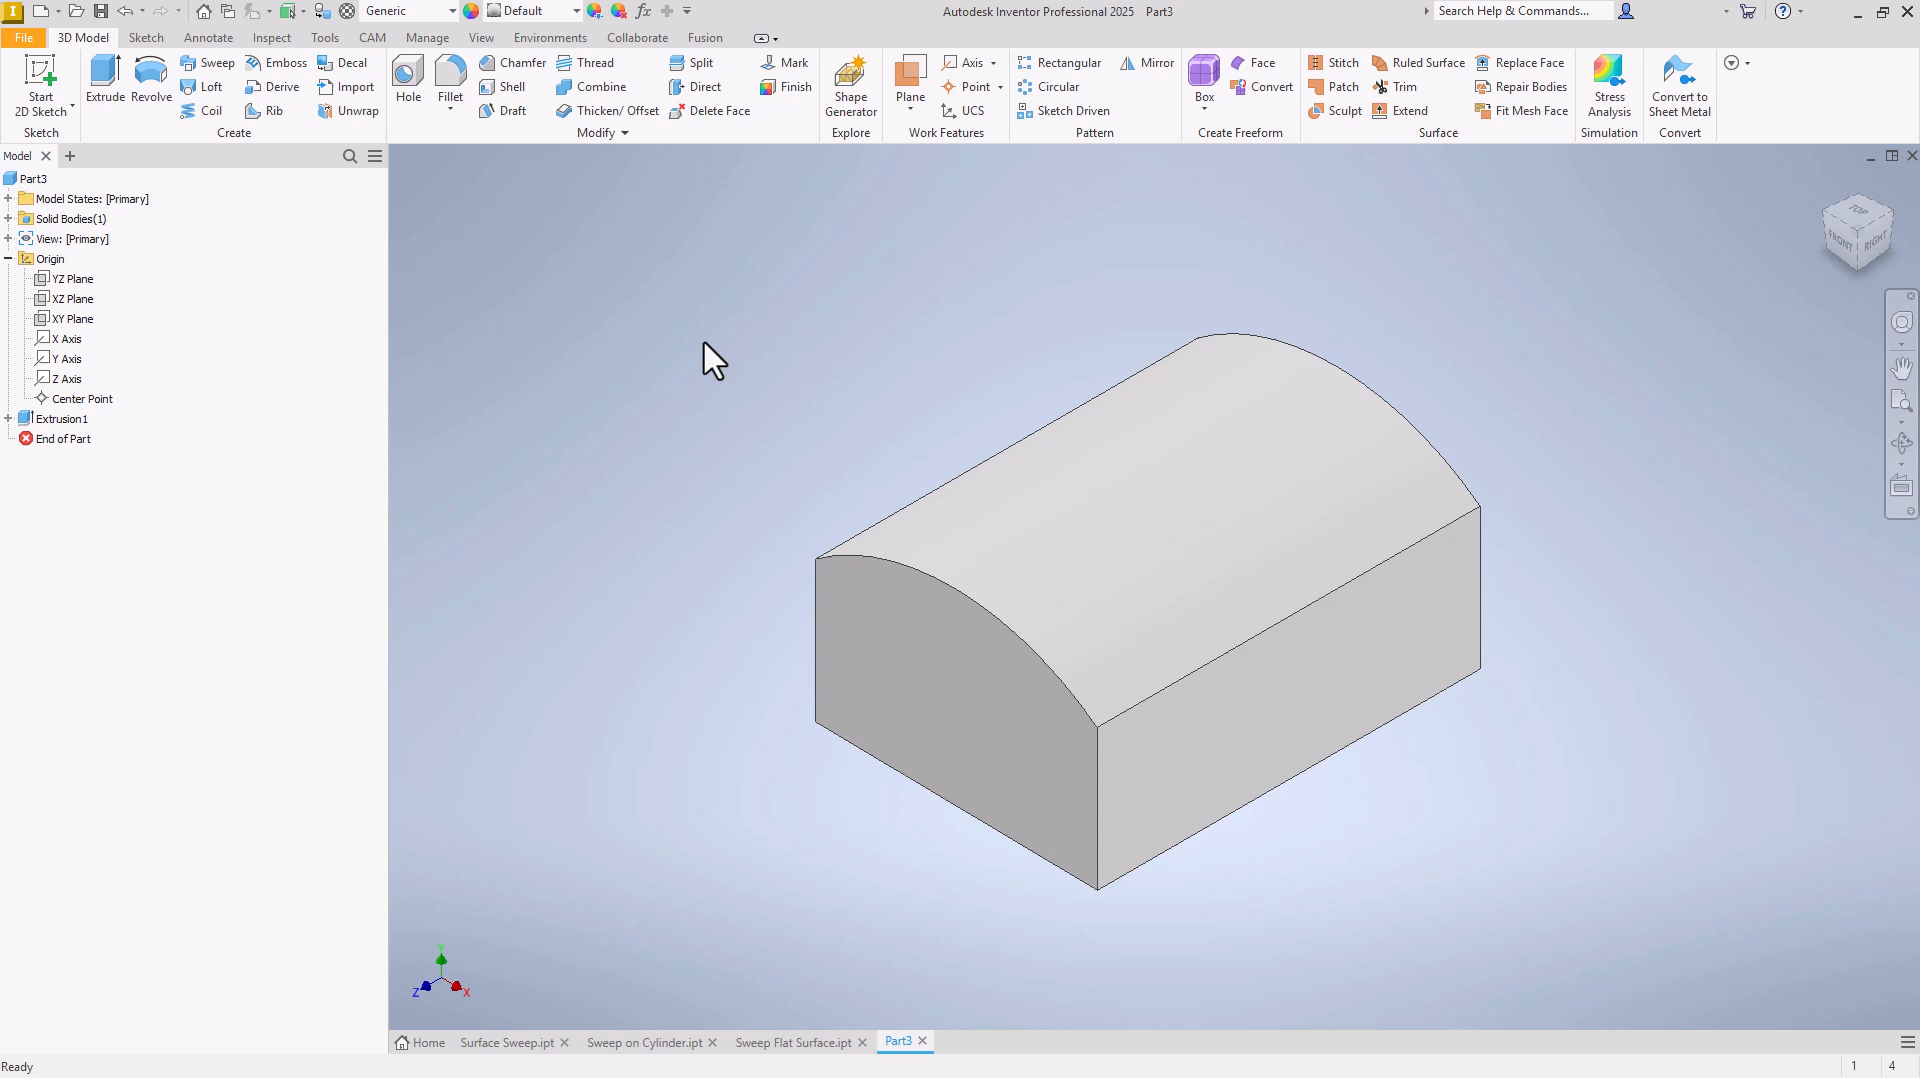 Generic
Default
Autodesk Inventor Professional 2025 Part3
Search Help & Commands...
File 3D Model Sketch Annotate Inspect Tools CAM Manage View Environments Collaborate Fusion
Sweep Emboss Decal Chamfer Thread Split Mark Axis Rectangular Mirror Face Stitch Ruled Surface Replace Face
Loft Derive Import Shell Combine Direct Finish Point Circular Convert Patch Trim Repair Bodies
Start Extrude Revolve Hole Fillet Shape Plane Box Stress Convert to
2D Sketch Coil Rib Unwrap Draft Thicken/ Offset Delete Face Generator UCS Sketch Driven Sculpt Extend Fit Mesh Face Analysis Sheet Metal
Sketch Create Modify Explore Work Features Pattern Create Freeform Surface Simulation Convert
Model
Part3
Model States: [Primary]
Solid Bodies(1)
View: [Primary]
Origin
YZ Plane
XZ Plane
XY Plane
X Axis
Y Axis
Z Axis
Center Point
Extrusion1
End of Part
TOP
FRONT RIGHT
Y
Z X
Home Surface Sweep.ipt Sweep on Cylinder.ipt Sweep Flat Surface.ipt Part3
Ready 1 4